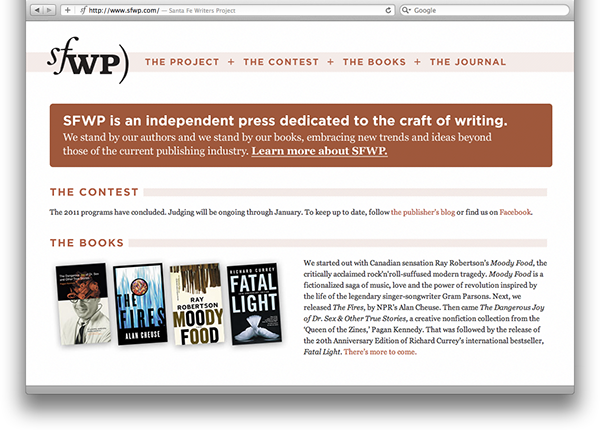 sf http://www.sfwp.com/ — Santa Fe Writers Project
Google
sfWP)
THE PROJECT + THE CONTEST + THE BOOKS + THE JOURNAL
SFWP is an independent press dedicated to the craft of writing.
We stand by our authors and we stand by our books, embracing new trends and ideas beyond
those of the current publishing industry. Learn more about SFWP.
THE CONTEST
The 2011 programs have concluded. Judging will be ongoing through January. To keep up to date, follow the publisher's blog or find us on Facebook.
THE BOOKS
The Dangerous Joy of Dr. Sex
and Other True Stories
THE
FIRES
ALAN CHEUSE
RAY
ROBERTSON
MOODY
FOOD
RICHARD CURREY
FATAL
LIGHT
We started out with Canadian sensation Ray Robertson's Moody Food, the
critically acclaimed rock'n'roll-suffused modern tragedy. Moody Food is a
fictionalized saga of music, love and the power of revolution inspired by
the life of the legendary singer-songwriter Gram Parsons. Next, we
released The Fires, by NPR's Alan Cheuse. Then came The Dangerous Joy
of Dr. Sex & Other True Stories, a creative nonfiction collection from the
'Queen of the Zines,' Pagan Kennedy. That was followed by the release of
the 20th Anniversary Edition of Richard Currey's international bestseller,
Fatal Light. There's more to come.